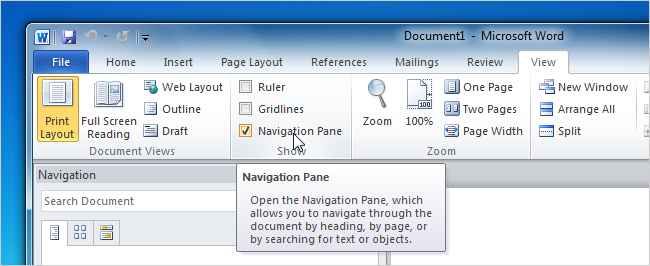 Document1 - Microsoft Word
File Home Insert Page Layout References Mailings Review View
Print Layout
Full Screen Reading
Web Layout
Outline
Draft
Document Views
Ruler
Gridlines
Navigation Pane
Show
Zoom
100
100%
One Page
Two Pages
Page Width
Zoom
New Window
Arrange All
Split
Navigation
Search Document
Navigation Pane
Open the Navigation Pane, which
allows you to navigate through the
document by heading, by page, or
by searching for text or objects.